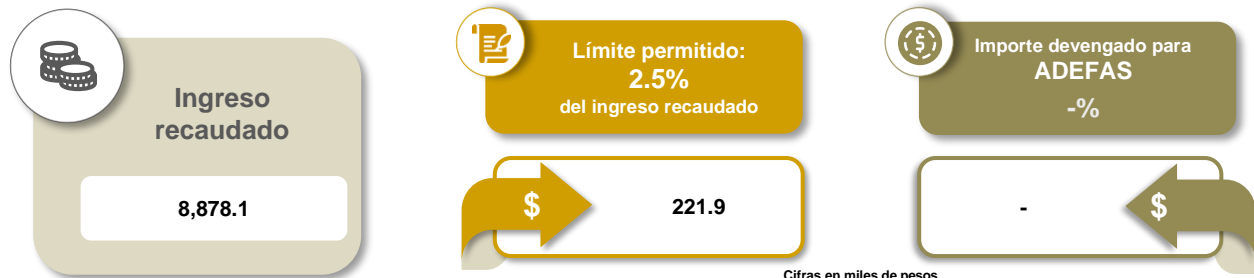 Ingreso
recaudado
8,878.1
Límite permitido:
2.5%
del ingreso recaudado
$ 221.9
Importe devengado para
ADEFAS
-%
- $
Cifras en miles de pesos